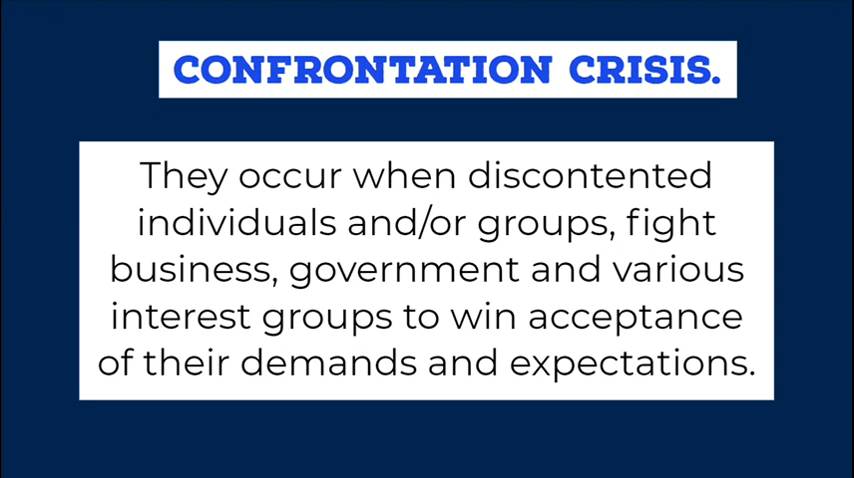 CONFRONTATION CRISIS.
They occur when discontented
individuals and/or groups, fight
business, government and various
interest groups to win acceptance
of their demands and expectations.